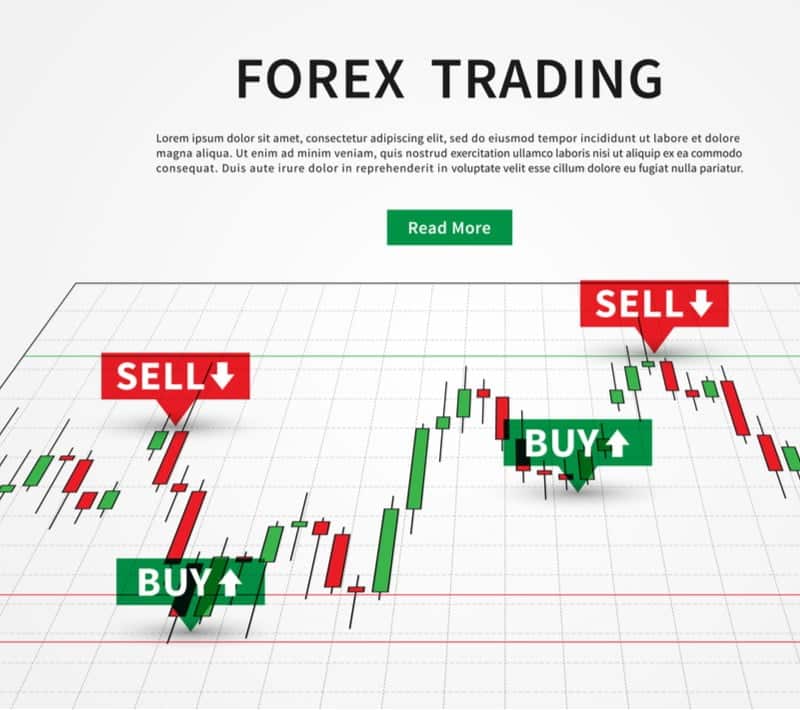 FOREX TRADING
Lorem ipsum dolor sit amet, consectetur adipiscing elit, sed do eiusmod tempor incididunt ut labore et dolore
magna aliqua. Ut enim ad minim veniam, quis nostrud exercitation ullamco laboris nisi ut aliquip ex ea commodo
consequat. Duis aute irure dolor in reprehenderit in voluptate velit esse cillum dolore eu fugiat nulla pariatur.
Read More
SELL
SELL
BUY
BUY